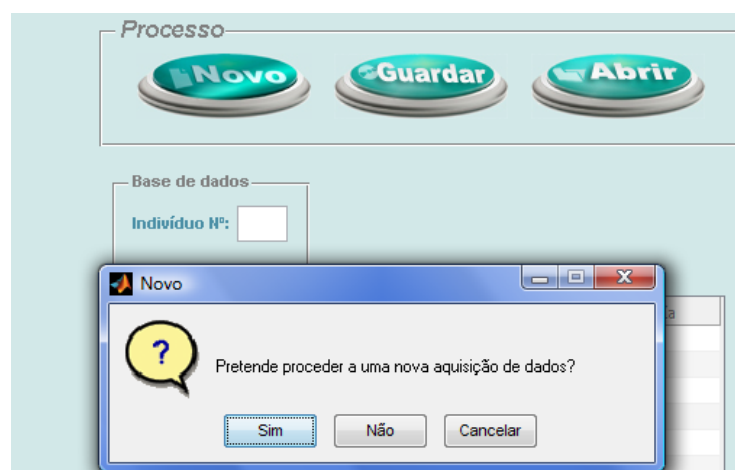 Processo
Novo Guardar Abrir
Base de dados
Indivíduo Nº:
Novo
?
Pretende proceder a uma nova aquisição de dados?
Sim Não Cancelar